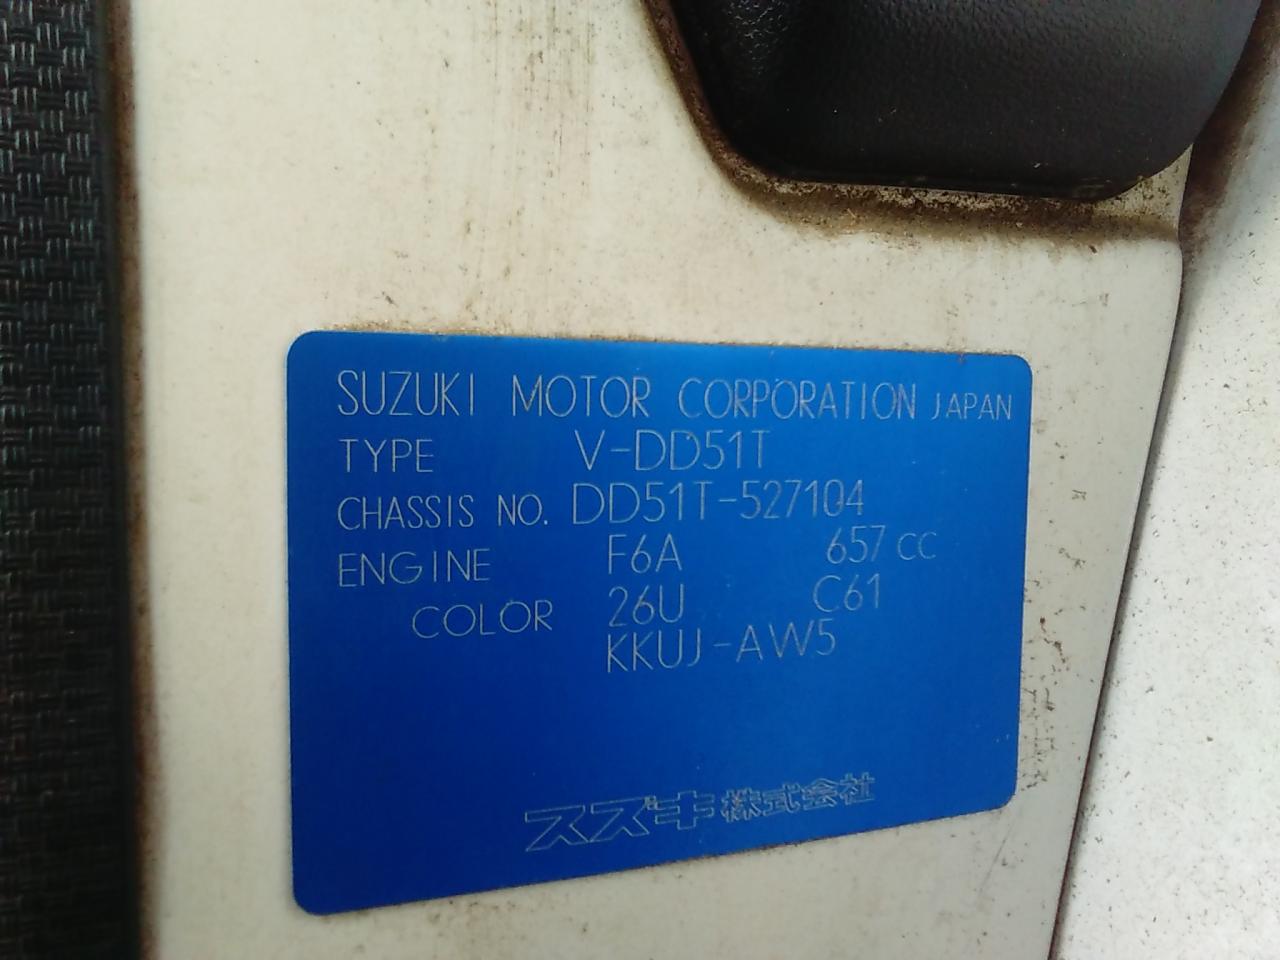 SUZUKI MOTOR CORPORATION JAPAN
TYPE V-DD51T
CHASSIS NO. DD51T-527104
ENGINE F6A 657 CC
COLOR 26U C61
KKUJ-AW5
スズキ株式会社